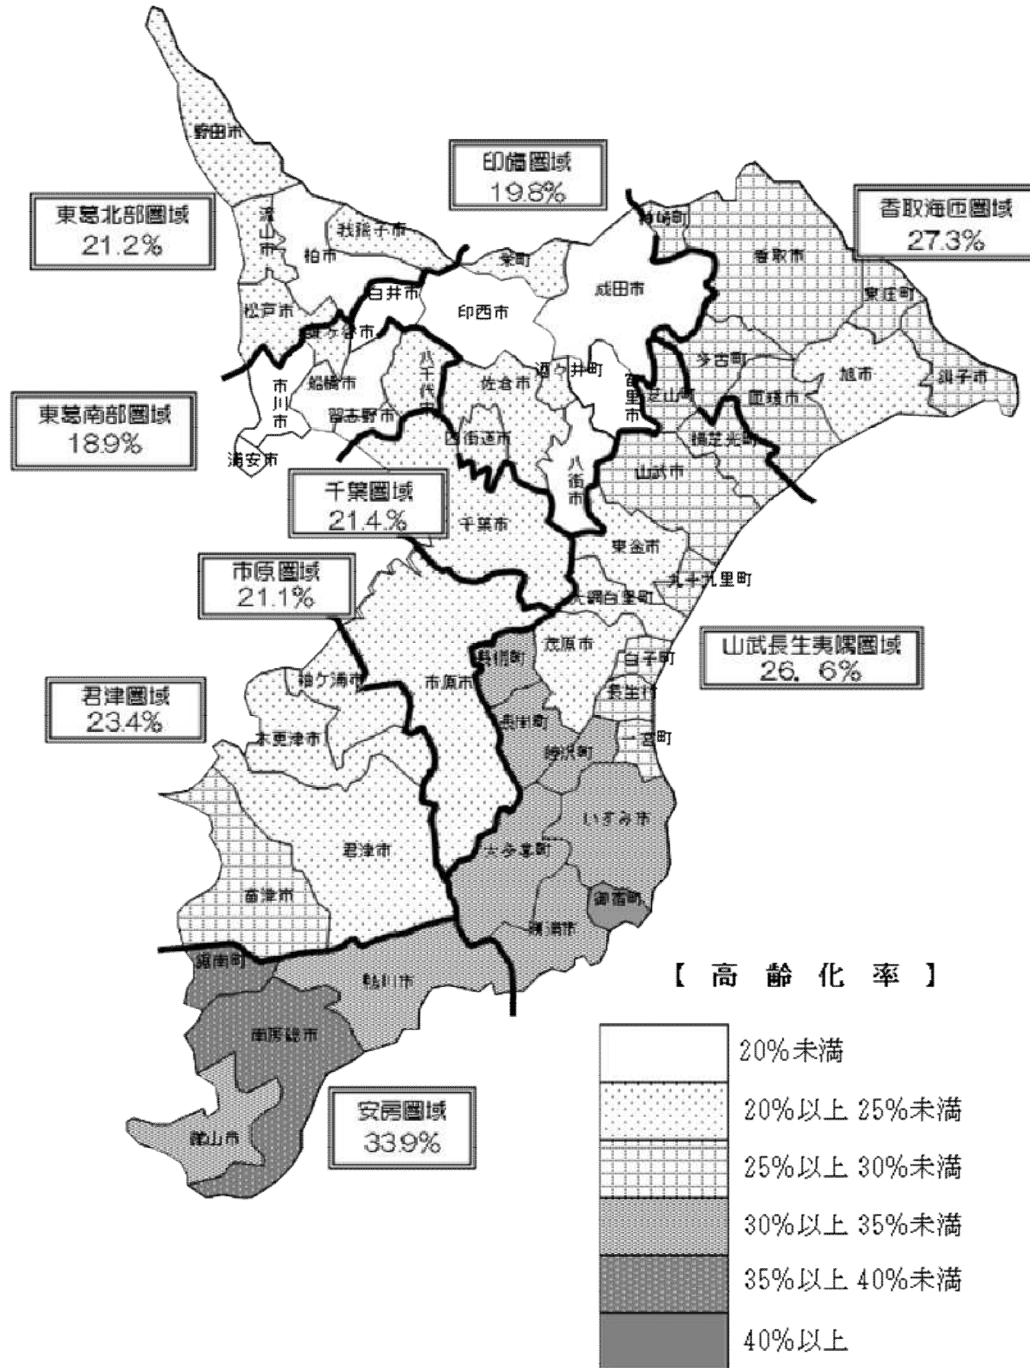 野田市
印旛圏域
19.8%
香取海匝圏域
27.3%
東葛北部圏域
21.2%
流山市
柏市
我孫子市
栄町
神崎町
香取市
東庄町
成田市
白井市
印西市
松戸市
鎌ケ谷市
多古町
旭市
銚子市
東葛南部圏域
18.9%
市川市
船橋市
八千代市
佐倉市
酒々井町
富里市
芝山町
匝瑳市
習志野市
四街道市
八街市
横芝光町
浦安市
山武市
千葉圏域
21.4%
千葉市
東金市
九十九里町
市原圏域
21.1%
大網白里町
山武長生夷隅圏域
26.6%
長柄町
茂原市
白子町
君津圏域
23.4%
袖ケ浦市
市原市
長生村
木更津市
長南町
睦沢町
一宮町
いすみ市
君津市
大多喜町
富津市
御宿町
勝浦市
鋸南町
鴨川市
南房総市
館山市
安房圏域
33.9%
【高齢化率】
20%未満
20%以上 25%未満
25%以上 30%未満
30%以上 35%未満
35%以上 40%未満
40%以上